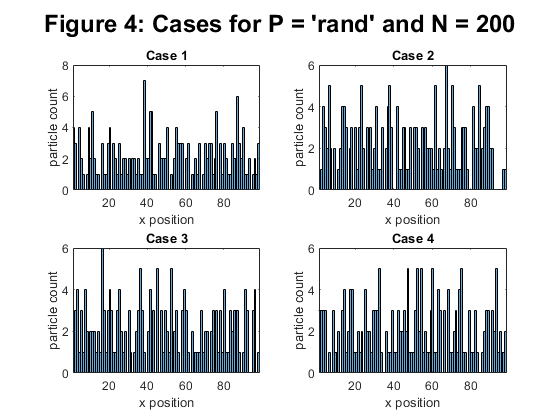 Figure 4: Cases for P = 'rand' and N = 200
Case 1
8
6
4
2
0
particle count
20 40 60 80
x position
Case 2
6
4
2
0
particle count
20 40 60 80
x position
Case 3
6
4
2
0
particle count
20 40 60 80
x position
Case 4
6
4
2
0
particle count
20 40 60 80
x position